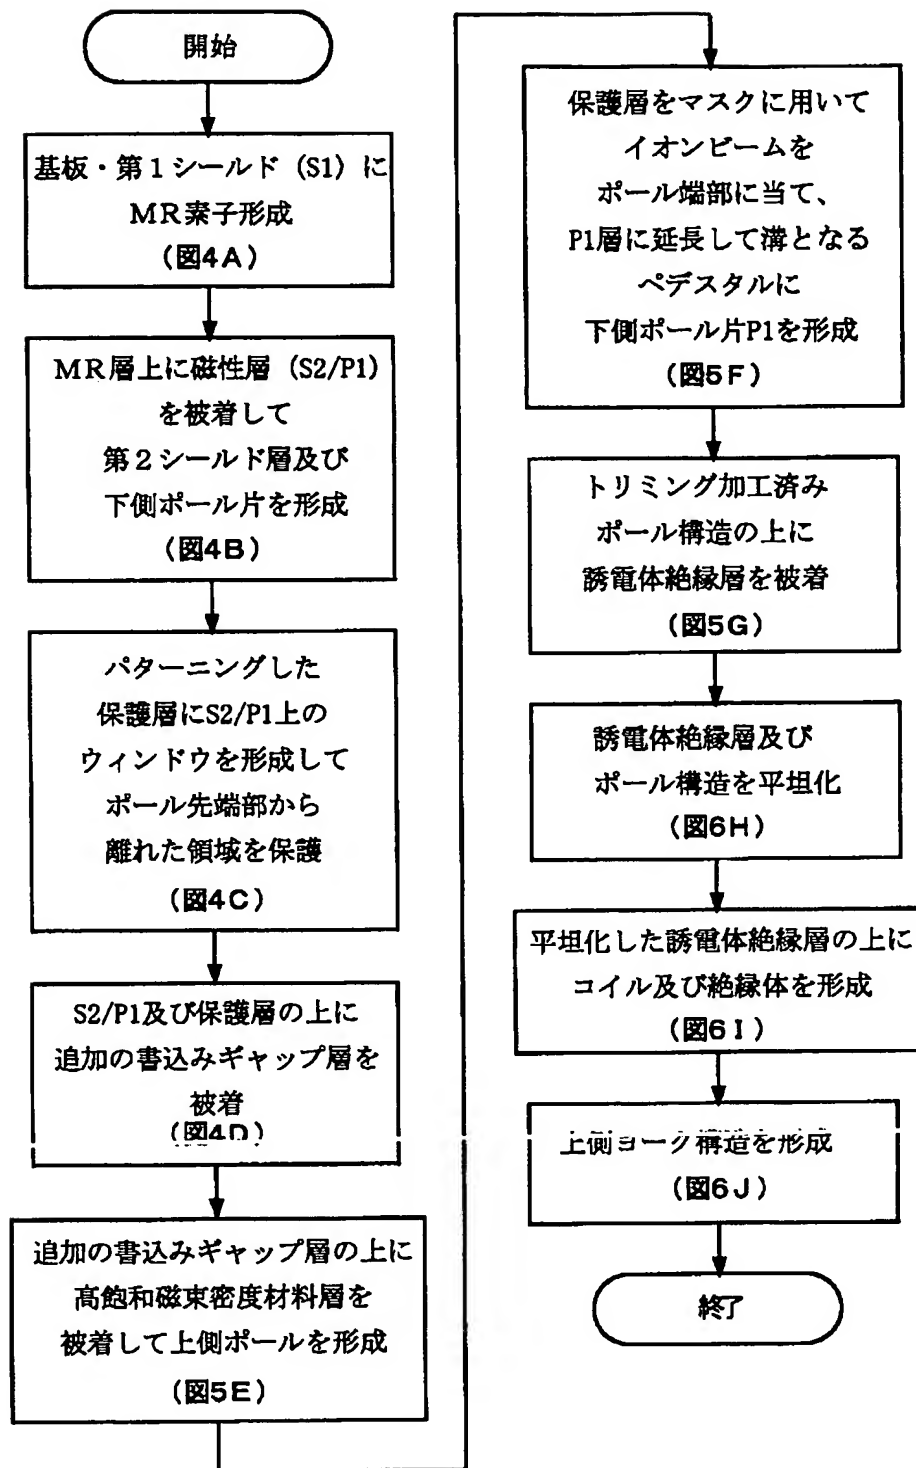 開始
基板・第1シールド（S1）に
MR素子形成
（図4A）
MR層上に磁性層（S2/P1）
を被着して
第2シールド層及び
下側ポール片を形成
（図4B）
パターニングした
保護層にS2/P1上の
ウィンドウを形成して
ポール先端部から
離れた領域を保護
（図4C）
S2/P1及び保護層の上に
追加の書込みギャップ層を
被着
（図4D）
追加の書込みギャップ層の上に
高飽和磁束密度材料層を
被着して上側ポールを形成
（図5E）
保護層をマスクに用いて
イオンビームを
ポール端部に当て、
P1層に延長して溝となる
ペデスタルに
下側ポール片P1を形成
（図5F）
トリミング加工済み
ポール構造の上に
誘電体絶縁層を被着
（図5G）
誘電体絶縁層及び
ポール構造を平坦化
（図6H）
平坦化した誘電体絶縁層の上に
コイル及び絶縁体を形成
（図6I）
上側ヨーク構造を形成
（図6J）
終了